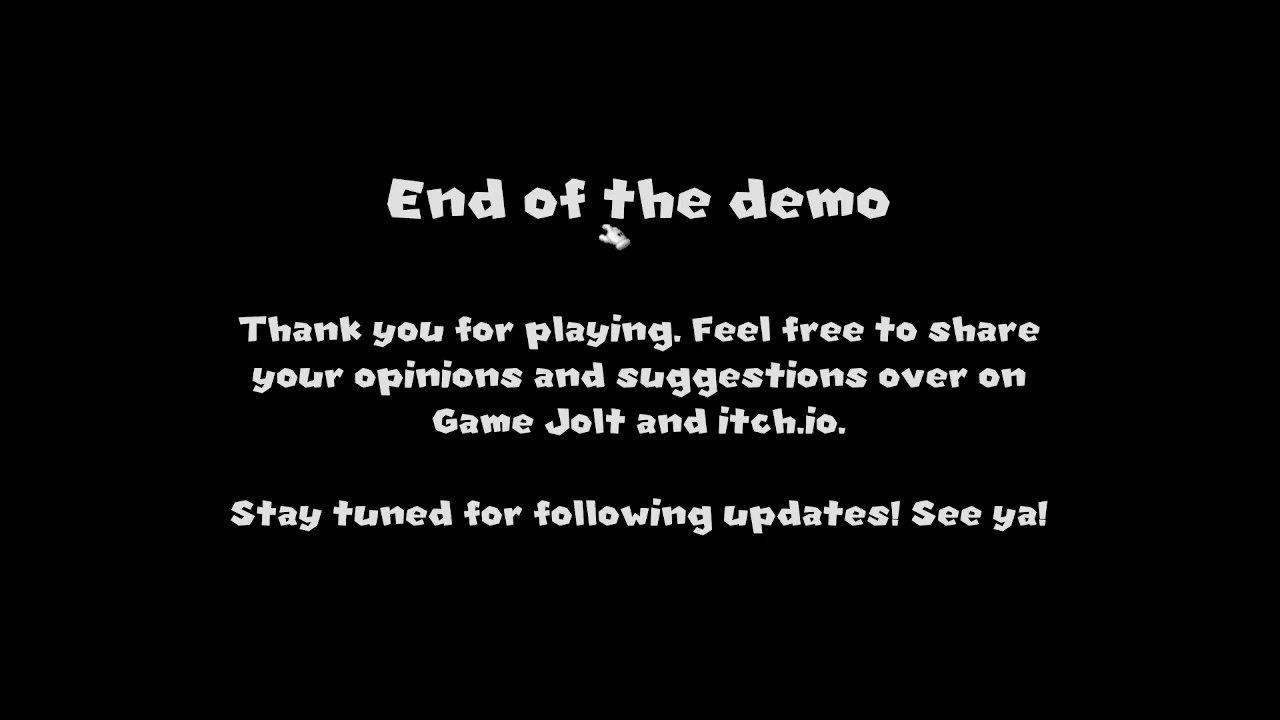 End of the demo
Thank you for playing. Feel free to share
your opinions and suggestions over on
Game Jolt and itch.io.
Stay tuned for following updates! See ya!